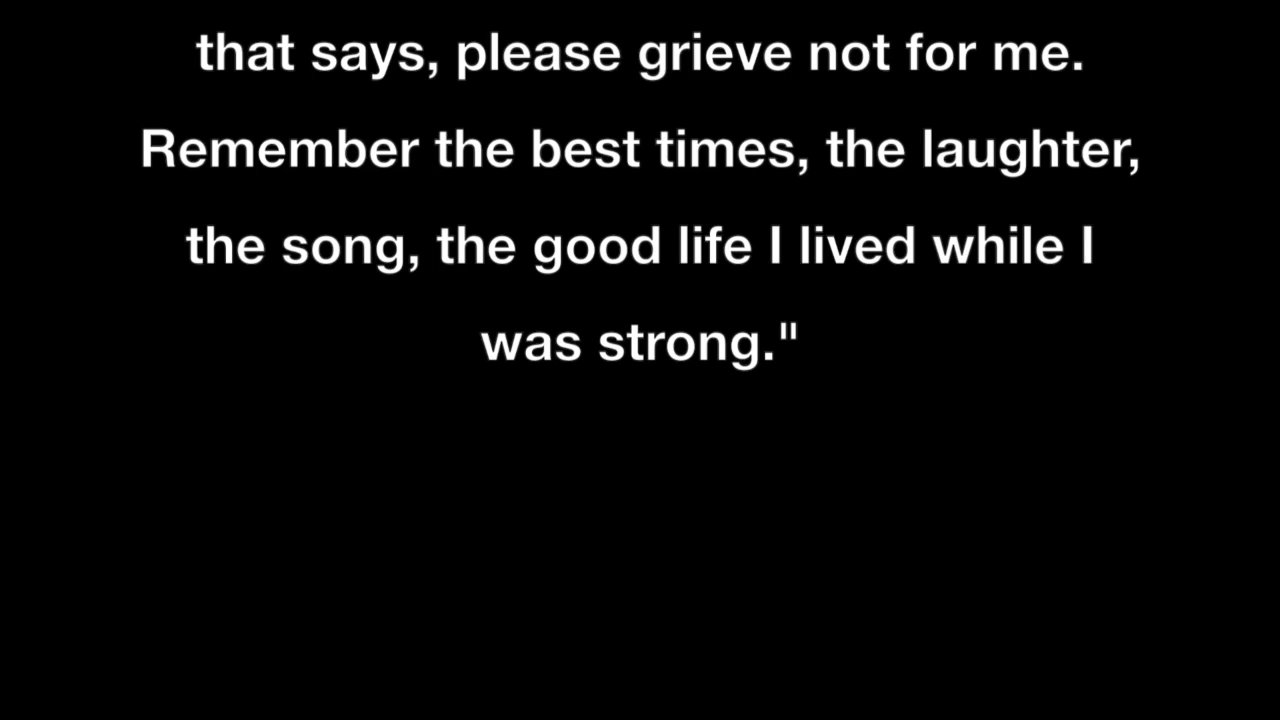 that says, please grieve not for me.
Remember the best times, the laughter,
the song, the good life I lived while I
was strong."